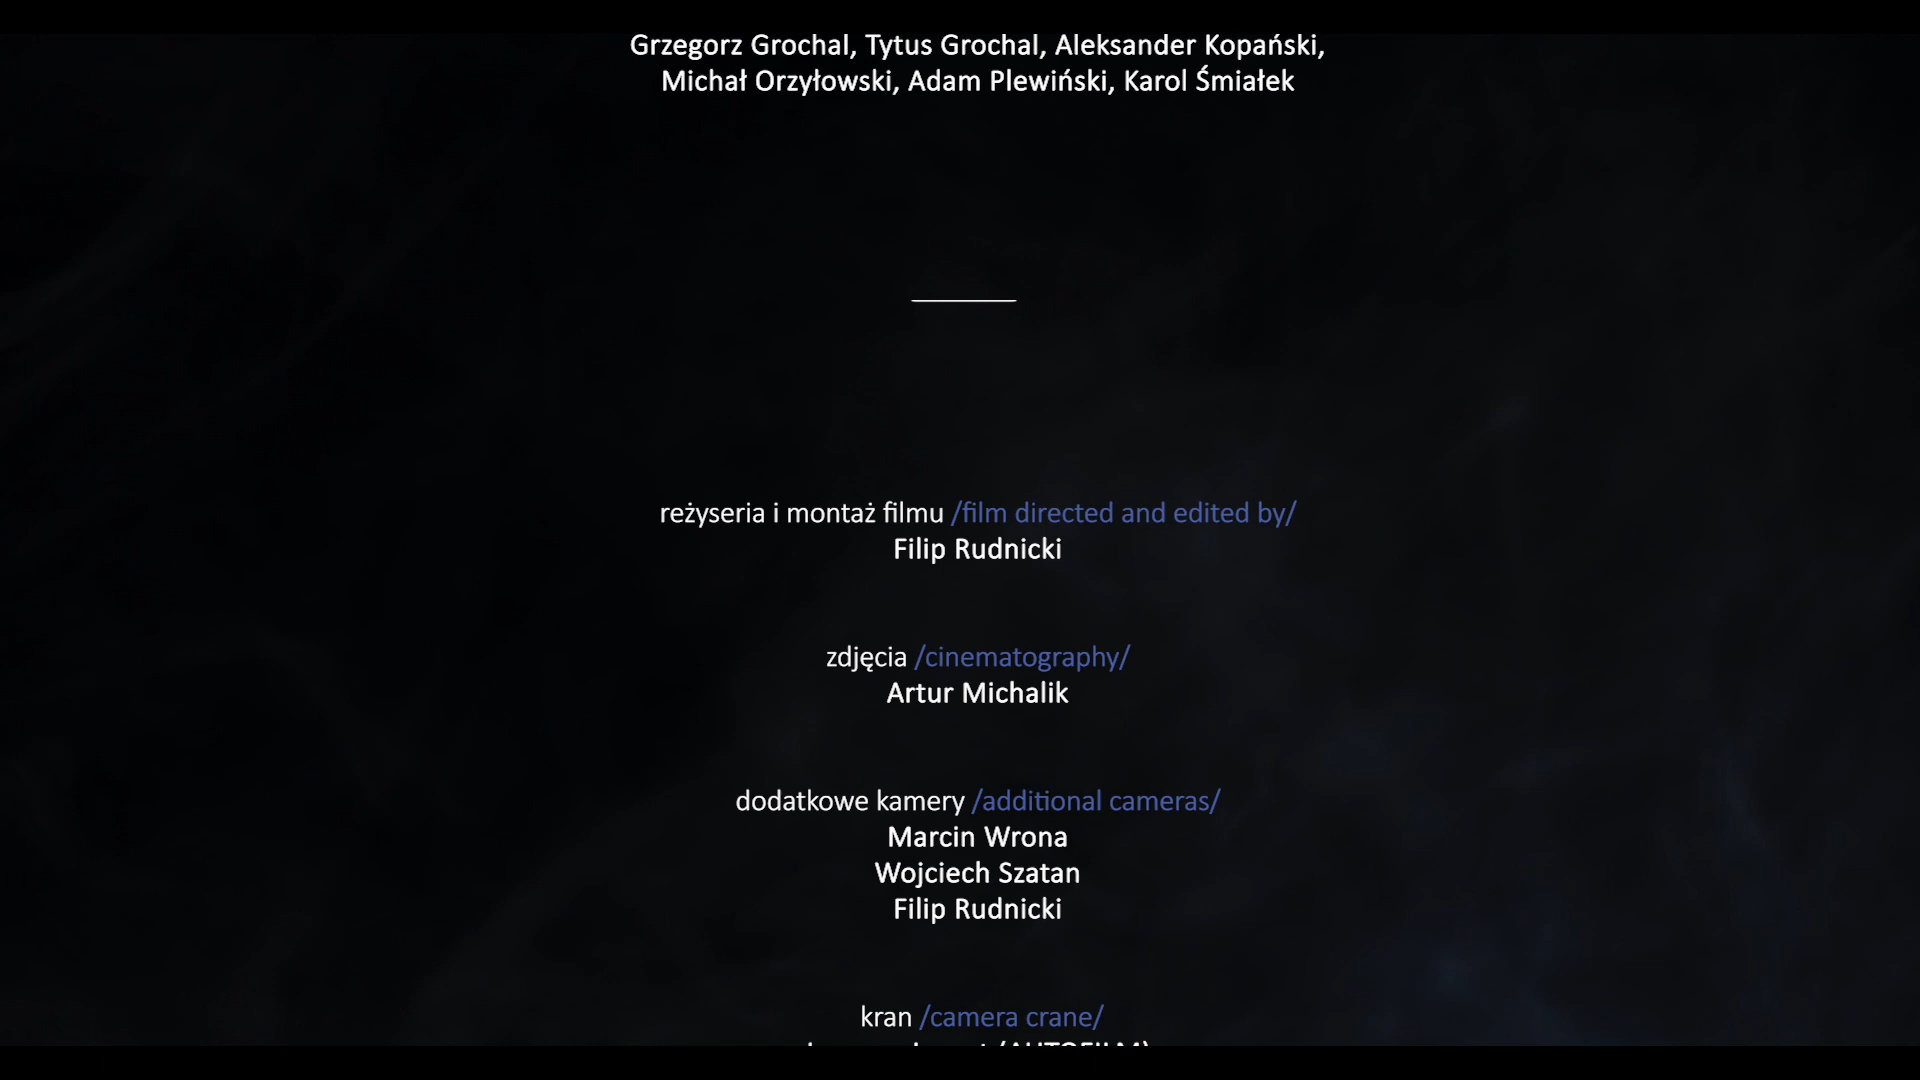 Grzegorz Grochal, Tytus Grochal, Aleksander Kopański,
Michał Orzyłowski, Adam Plewiński, Karol Śmiałek
reżyseria i montaż filmu /film directed and edited by/
Filip Rudnicki
zdjęcia /cinematography/
Artur Michalik
dodatkowe kamery /additional cameras/
Marcin Wrona
Wojciech Szatan
Filip Rudnicki
kran /camera crane/
(AUTOFILM)